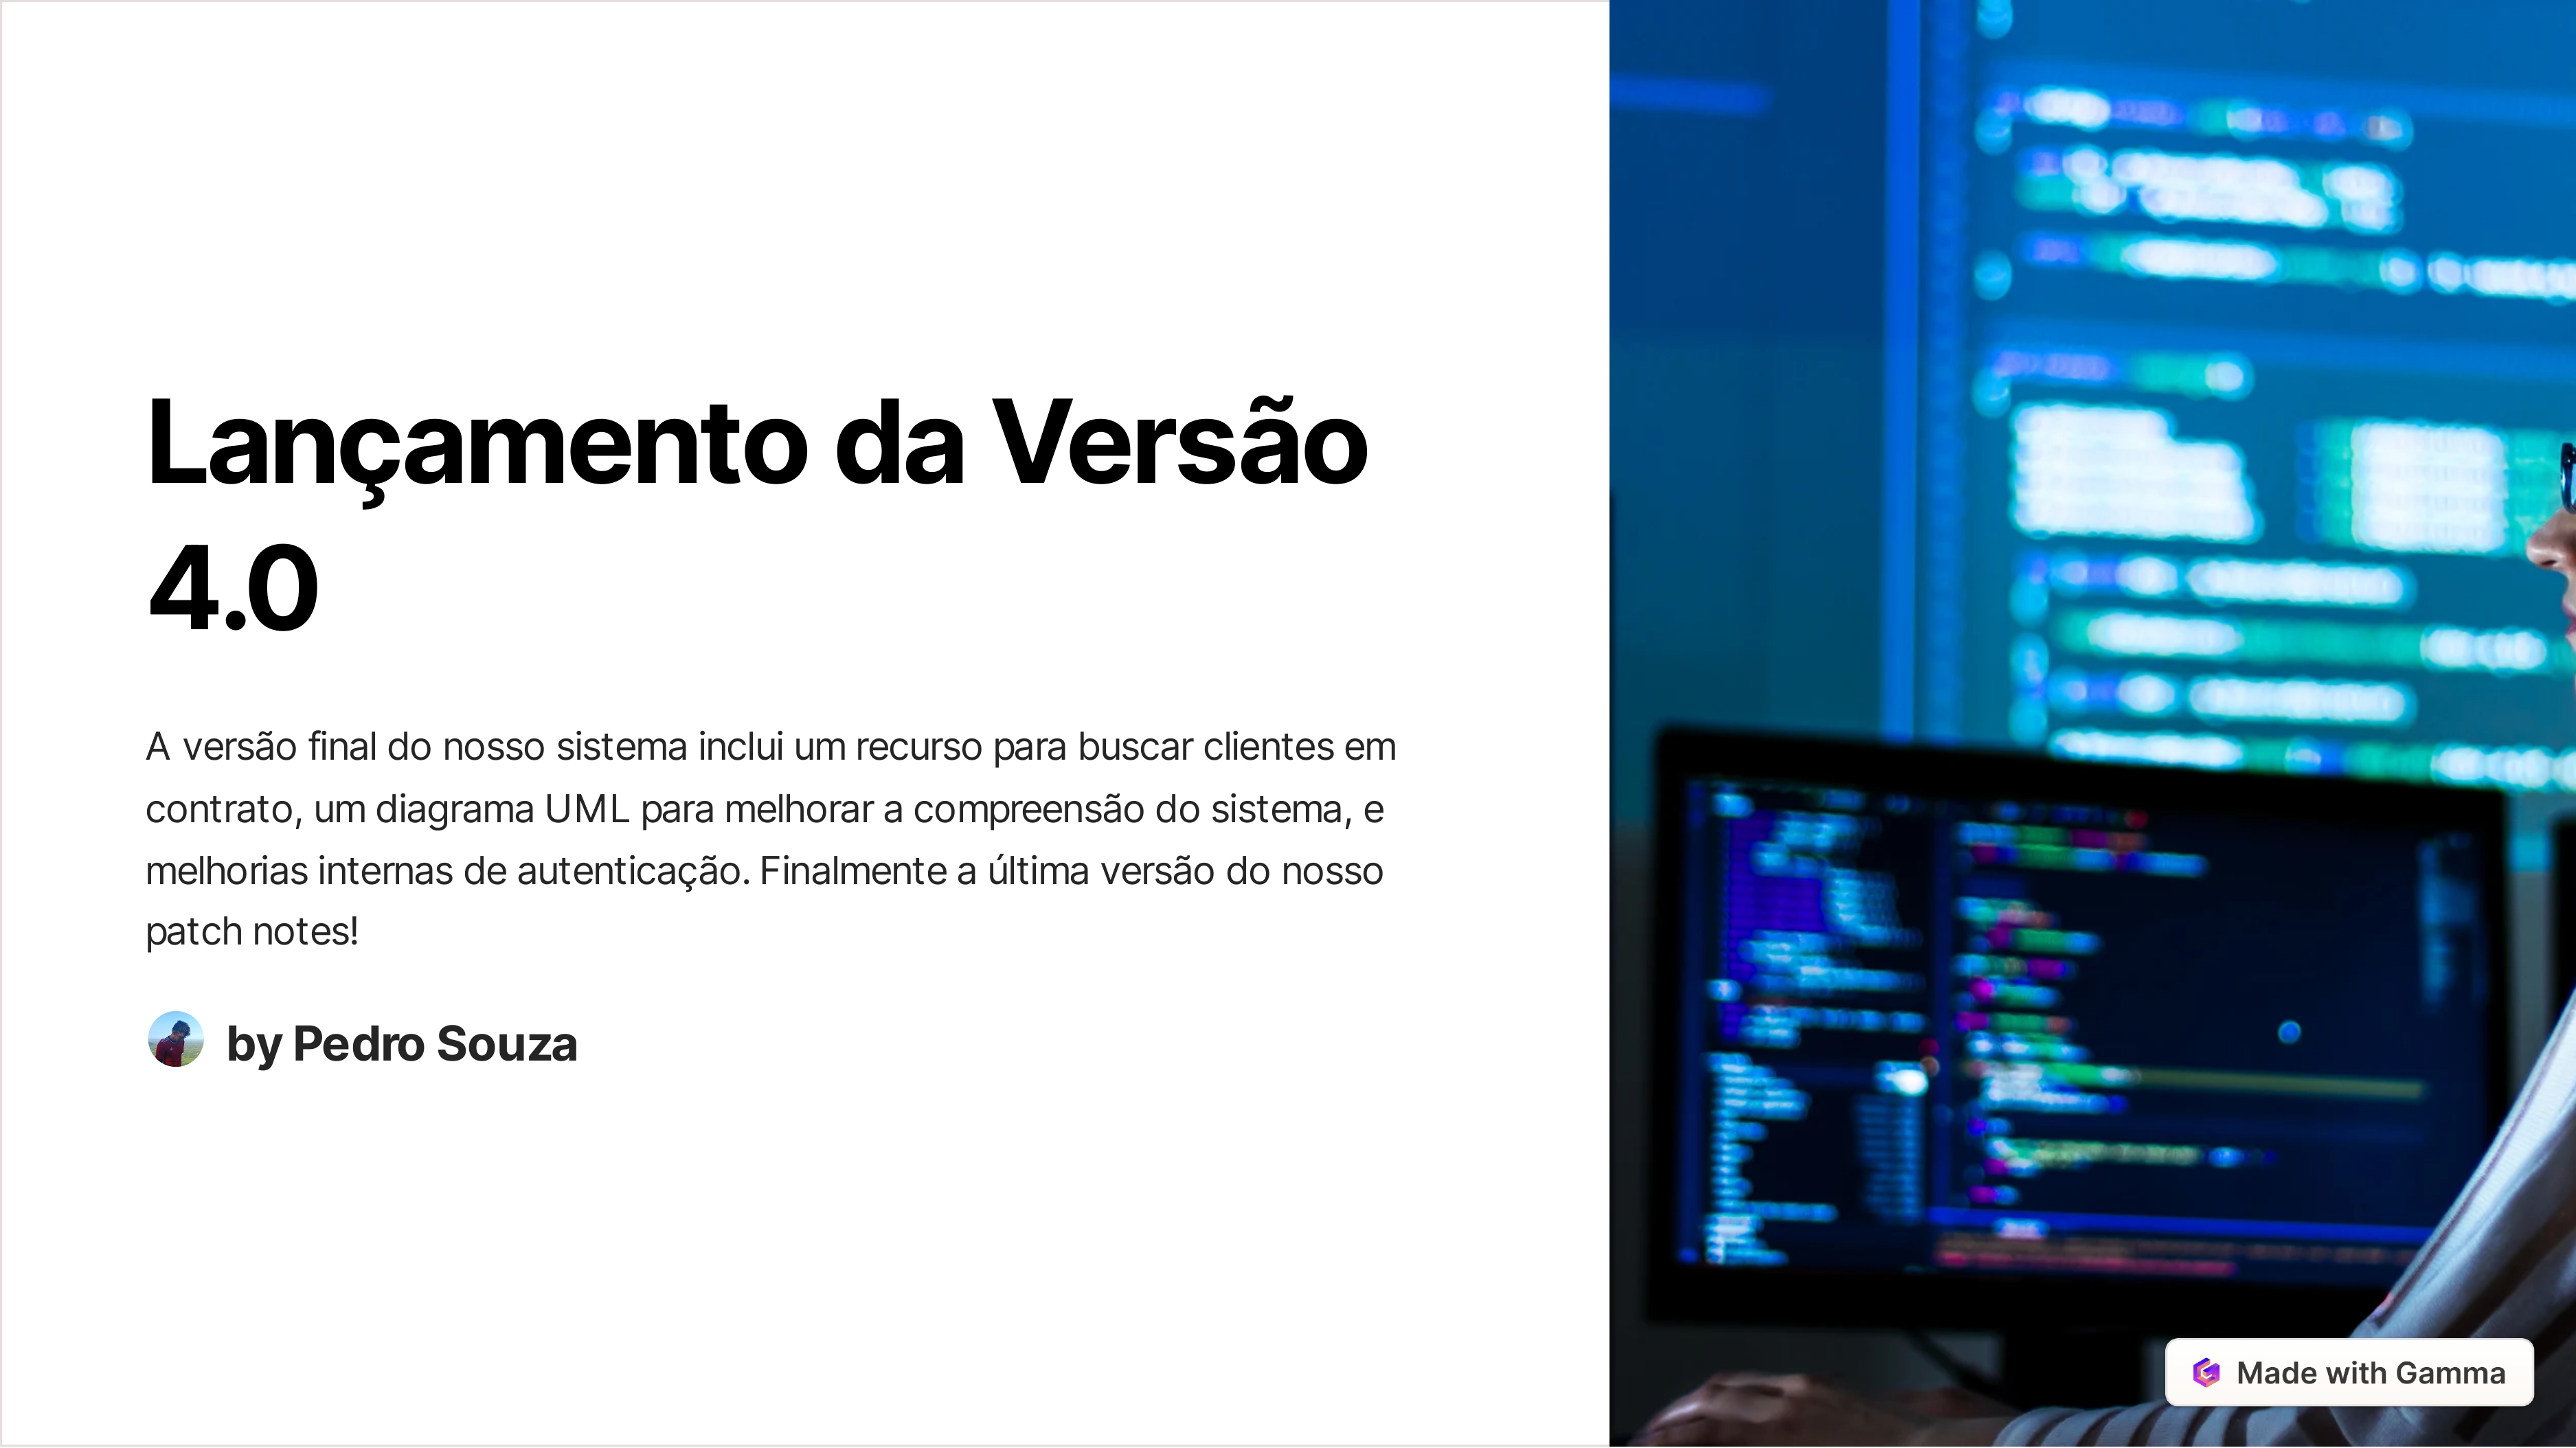 Lançamento da Versão
4.0
A versão final do nosso sistema inclui um recurso para buscar clientes em
contrato, um diagrama UML para melhorar a compreensão do sistema, e
melhorias internas de autenticação. Finalmente a última versão do nosso
patch notes!
by Pedro Souza
Made with Gamma